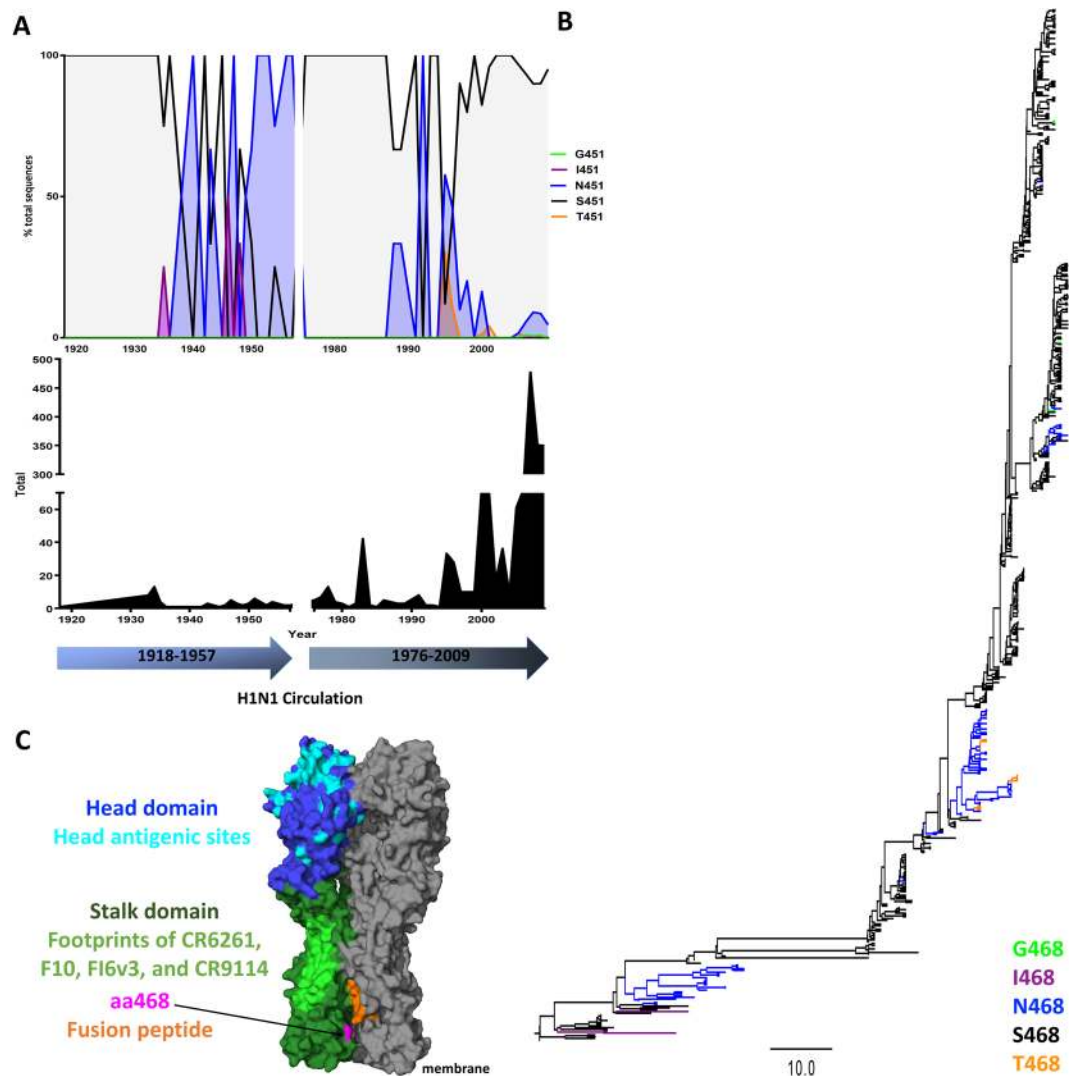 A
B
100
50
0
% total sequences
1920
1930
1940
1950
1980
1990
2000
G451
I451
N451
S451
T451
500
450
400
350
300
60
40
20
0
Total
1920
1930
1940
1950
1980
1990
2000
Year
1918-1957
1976-2009
H1N1 Circulation
C
Head domain
Head antigenic sites
Stalk domain
Footprints of CR6261,
F10, FI6v3, and CR9114
aa468
Fusion peptide
membrane
10.0
G468
I468
N468
S468
T468